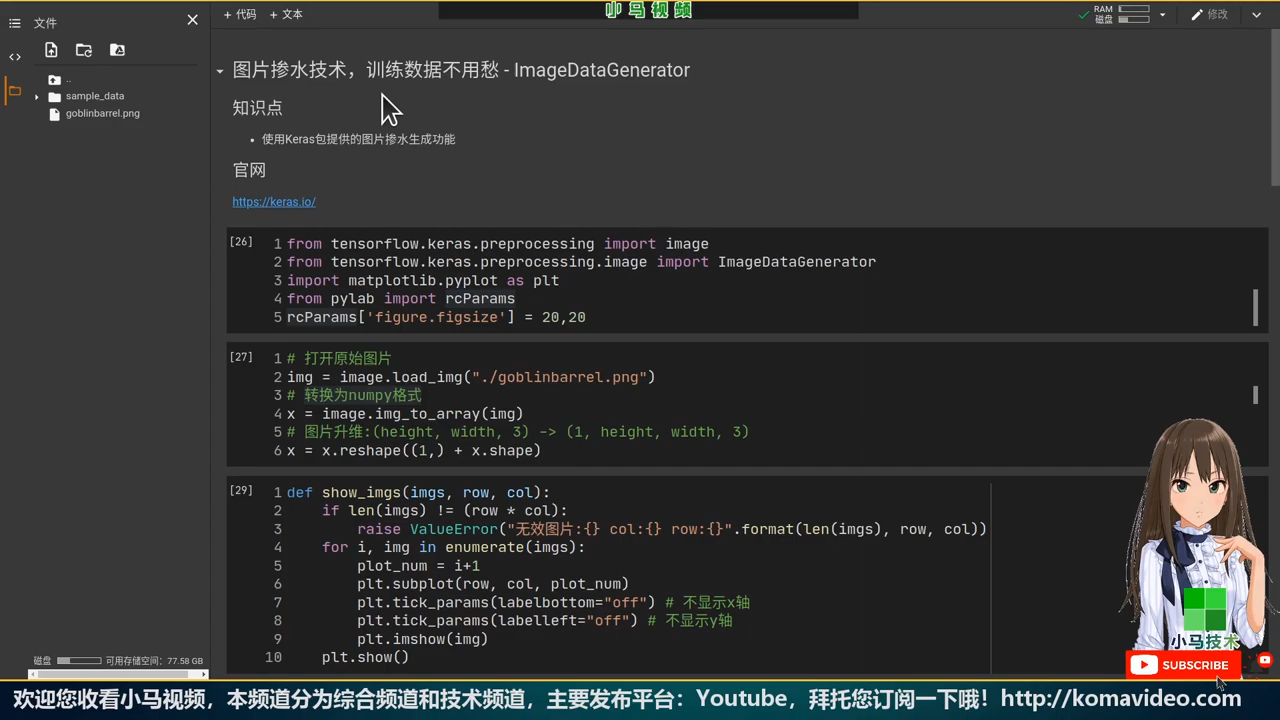 小马视频
文件
+ 代码 + 文本
RAM
磁盘
修改
..
sample_data
goblinbarrel.png
图片掺水技术，训练数据不用愁 - ImageDataGenerator
知识点
• 使用Keras包提供的图片掺水生成功能
官网
https://keras.io/
[26]
1 from tensorflow.keras.preprocessing import image
2 from tensorflow.keras.preprocessing.image import ImageDataGenerator
3 import matplotlib.pyplot as plt
4 from pylab import rcParams
5 rcParams['figure.figsize'] = 20,20
[27]
1 # 打开原始图片
2 img = image.load_img("./goblinbarrel.png")
3 # 转换为numpy格式
4 x = image.img_to_array(img)
5 # 图片升维:(height, width, 3) -> (1, height, width, 3)
6 x = x.reshape((1,) + x.shape)
[29]
1 def show_imgs(imgs, row, col):
2 if len(imgs) != (row * col):
3 raise ValueError("无效图片:{} col:{} row:{}".format(len(imgs), row, col))
4 for i, img in enumerate(imgs):
5 plot_num = i+1
6 plt.subplot(row, col, plot_num)
7 plt.tick_params(labelbottom="off") # 不显示x轴
8 plt.tick_params(labelleft="off") # 不显示y轴
9 plt.imshow(img)
10 plt.show()
小马技术
SUBSCRIBE
磁盘 可用存储空间：77.58 GB
欢迎您收看小马视频，本频道分为综合频道和技术频道，主要发布平台：Youtube，拜托您订阅一下哦！http://komavideo.com